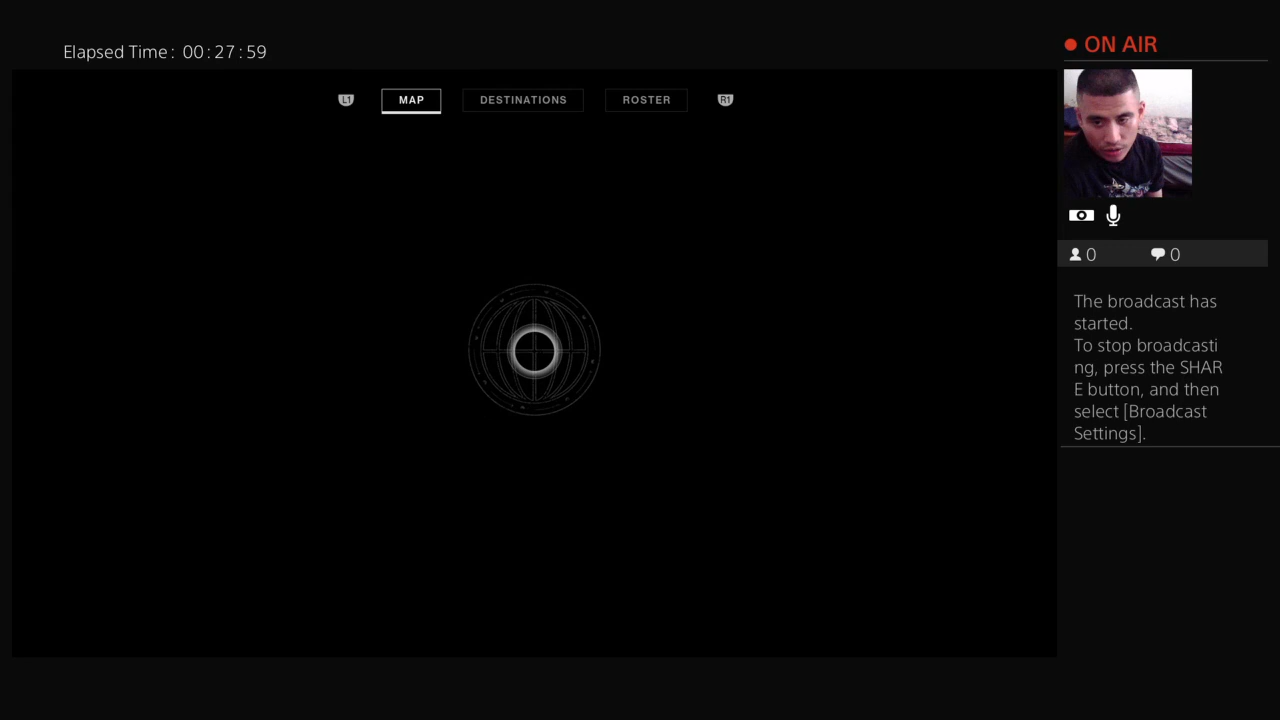 Elapsed Time: 00:27:59
ON AIR
L1 MAP DESTINATIONS ROSTER R1
0 0
The broadcast has
started.
To stop broadcasti
ng, press the SHAR
E button, and then
select [Broadcast
Settings].